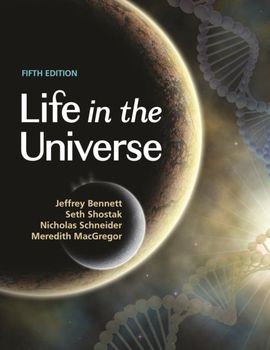 FIFTH EDITION
Life in the
Universe
Jeffrey Bennett
Seth Shostak
Nicholas Schneider
Meredith MacGregor